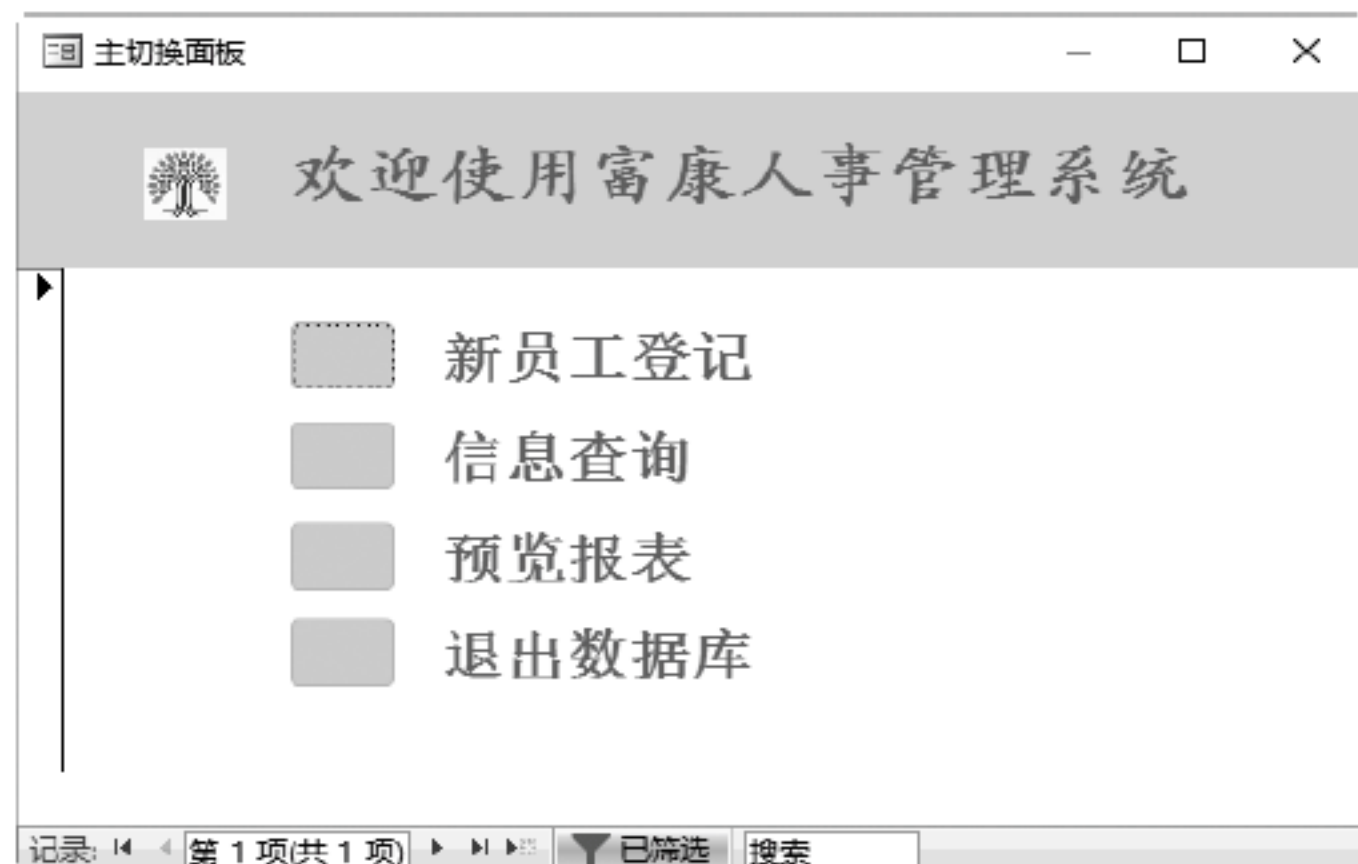 主切换面板
欢迎使用富康人事管理系统
新员工登记
信息查询
预览报表
退出数据库
记录: 第 1 项(共 1 项) 已筛选 搜索